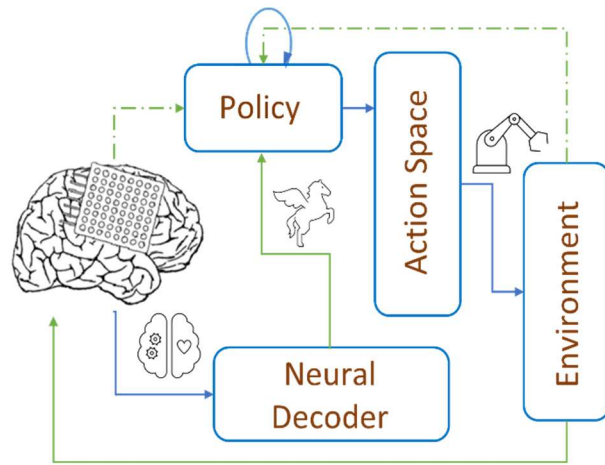 Policy
Action Space
Environment
Neural
Decoder